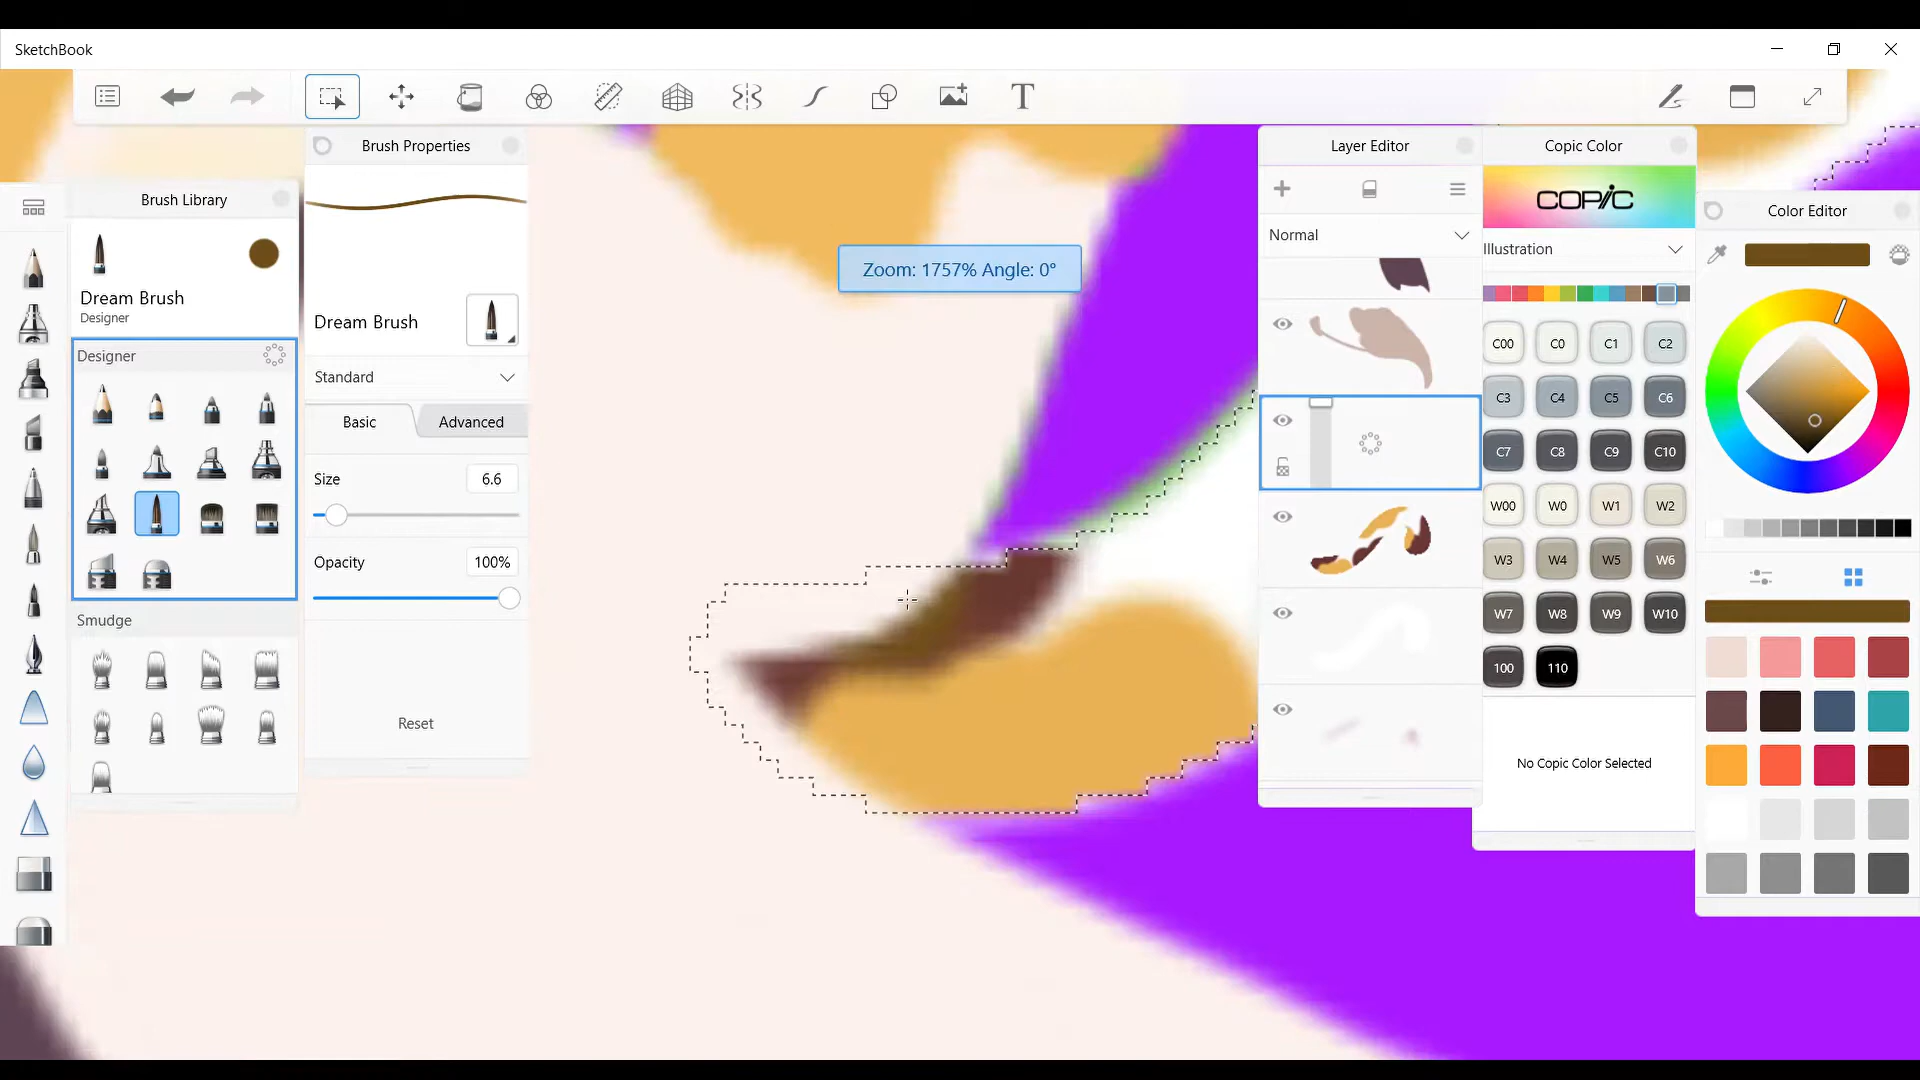 SketchBook
T
Brush Library
Dream Brush
Designer
Designer
Smudge
Brush Properties
Dream Brush
Standard
Basic
Advanced
Size
6.6
Opacity
100%
Reset
Zoom: 1757% Angle: 0°
Layer Editor
Normal
Copic Color
COPIC
Illustration
C00 C0 C1 C2
C3 C4 C5 C6
C7 C8 C9 C10
W00 W0 W1 W2
W3 W4 W5 W6
W7 W8 W9 W10
100 110
No Copic Color Selected
Color Editor